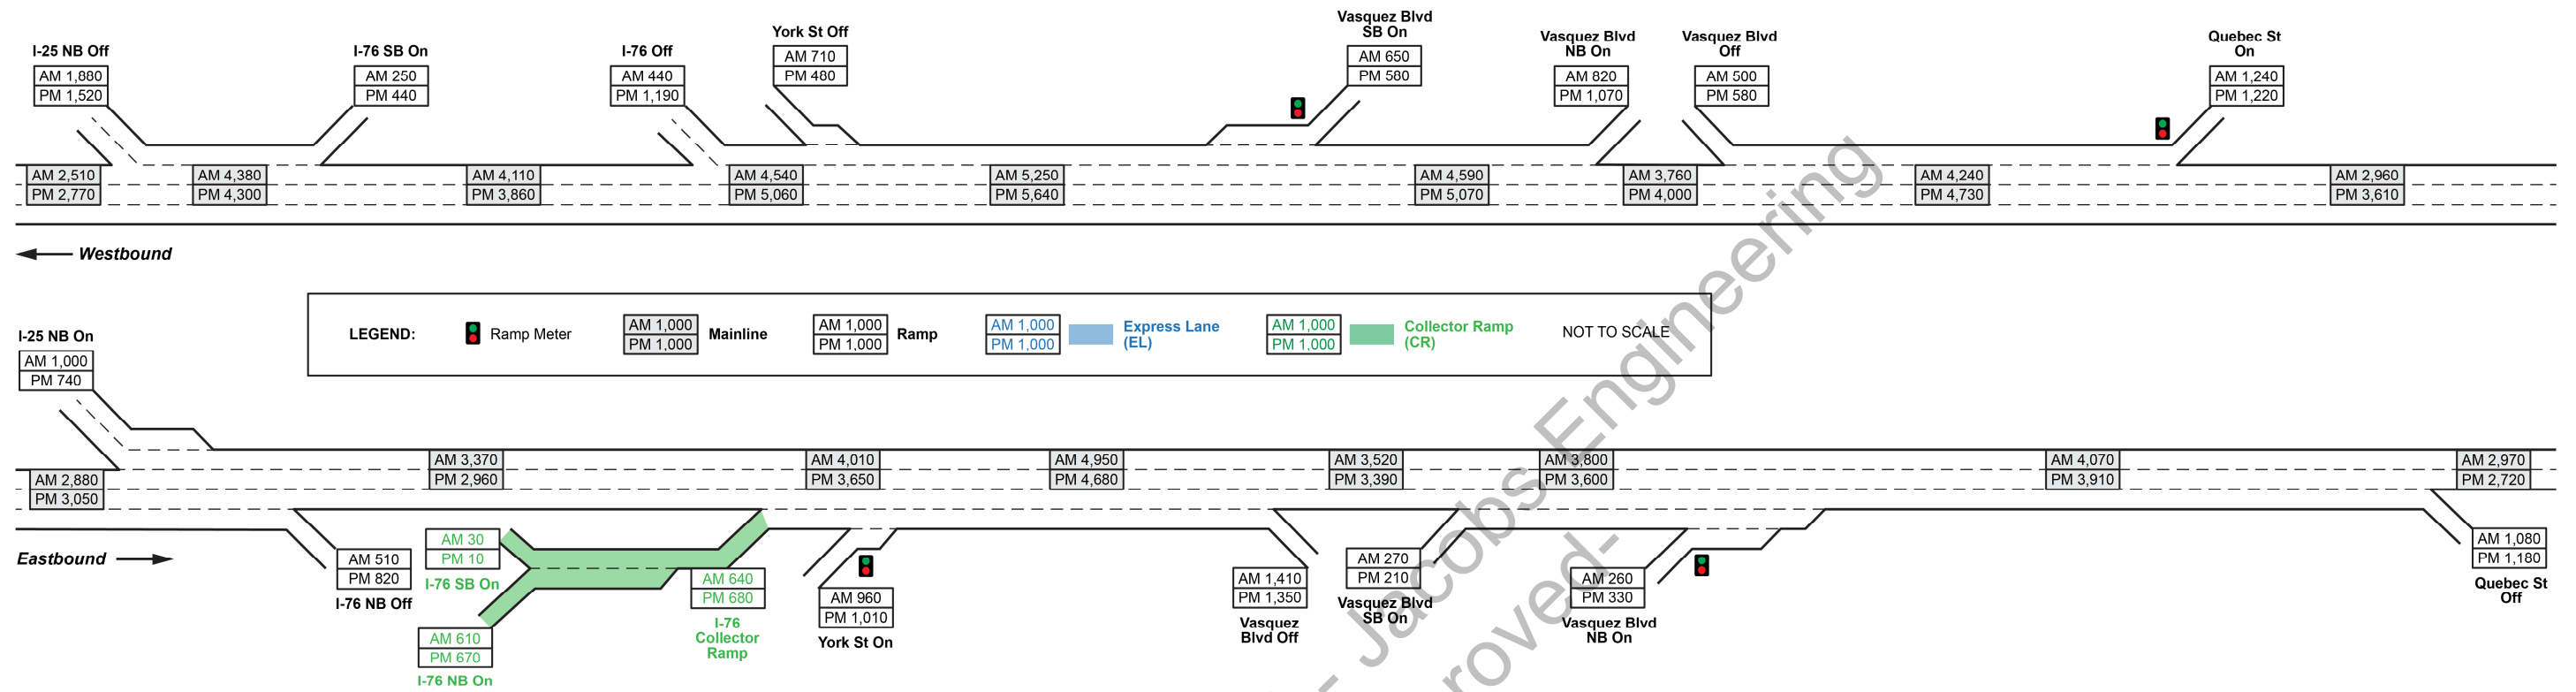 Vasquez Blvd
SB On
York St Off
I-25 NB Off
I-76 SB On
I-76 Off
Vasquez Blvd
NB On
Vasquez Blvd
Off
Quebec St
On
AM 1,880
PM 1,520
AM 250
PM 440
AM 440
PM 1,190
AM 710
PM 480
AM 650
PM 580
AM 820
PM 1,070
AM 500
PM 580
AM 1,240
PM 1,220
AM 2,510
PM 2,770
AM 4,380
PM 4,300
AM 4,110
PM 3,860
AM 4,540
PM 5,060
AM 5,250
PM 5,640
AM 4,590
PM 5,070
AM 3,760
PM 4,000
AM 4,240
PM 4,730
AM 2,960
PM 3,610
Westbound
LEGEND:
Ramp Meter
AM 1,000
PM 1,000
Mainline
AM 1,000
PM 1,000
Ramp
AM 1,000
PM 1,000
Express Lane
(EL)
AM 1,000
PM 1,000
Collector Ramp
(CR)
NOT TO SCALE
I-25 NB On
AM 1,000
PM 740
AM 2,880
PM 3,050
AM 3,370
PM 2,960
AM 4,010
PM 3,650
AM 4,950
PM 4,680
AM 3,520
PM 3,390
AM 3,800
PM 3,600
AM 4,070
PM 3,910
AM 2,970
PM 2,720
Eastbound
AM 510
PM 820
I-76 NB Off
AM 30
PM 10
I-76 SB On
AM 610
PM 670
I-76 NB On
AM 640
PM 680
I-76
Collector
Ramp
AM 960
PM 1,010
York St On
AM 1,410
PM 1,350
Vasquez
Blvd Off
AM 270
PM 210
Vasquez Blvd
SB On
AM 260
PM 330
Vasquez Blvd
NB On
AM 1,080
PM 1,180
Quebec St
Off
- Jacobs Engineering